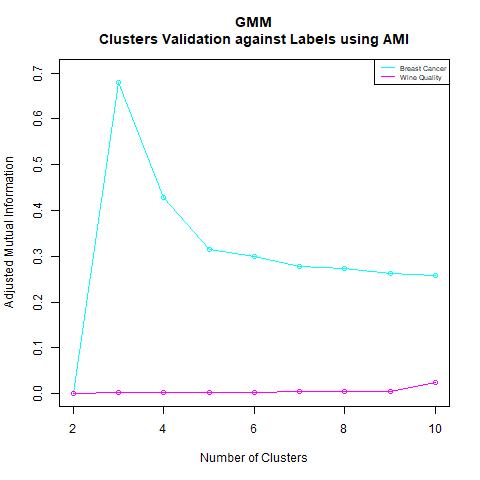 GMM
Clusters Validation against Labels using AMI
Breast Cancer
Wine Quality
0.7
0.6
0.5
0.4
0.3
0.2
0.1
0.0
Adjusted Mutual Information
2 4 6 8 10
Number of Clusters